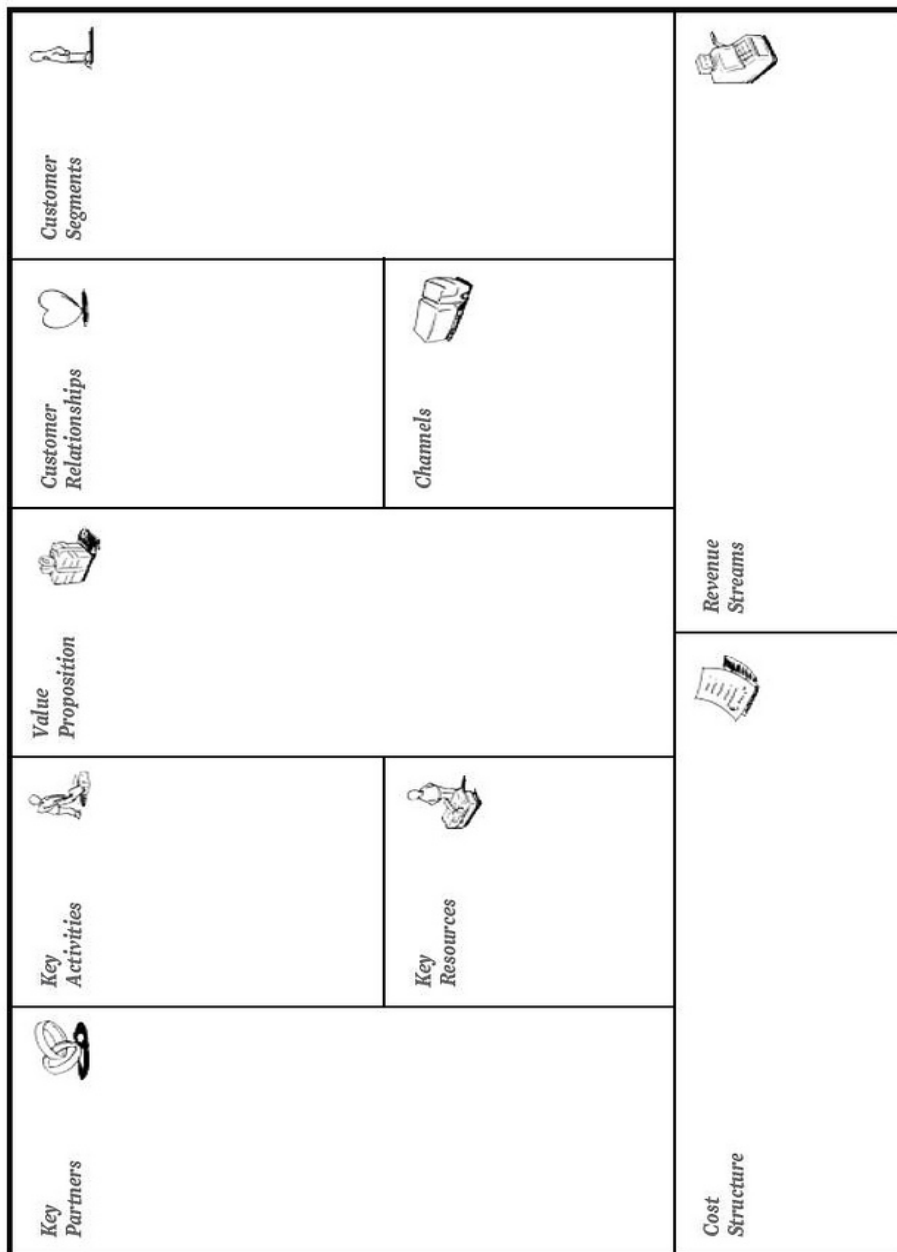 Key
Partners
Key
Activities
Key
Resources
Value
Proposition
Customer
Relationships
Channels
Customer
Segments
Cost
Structure
Revenue
Streams